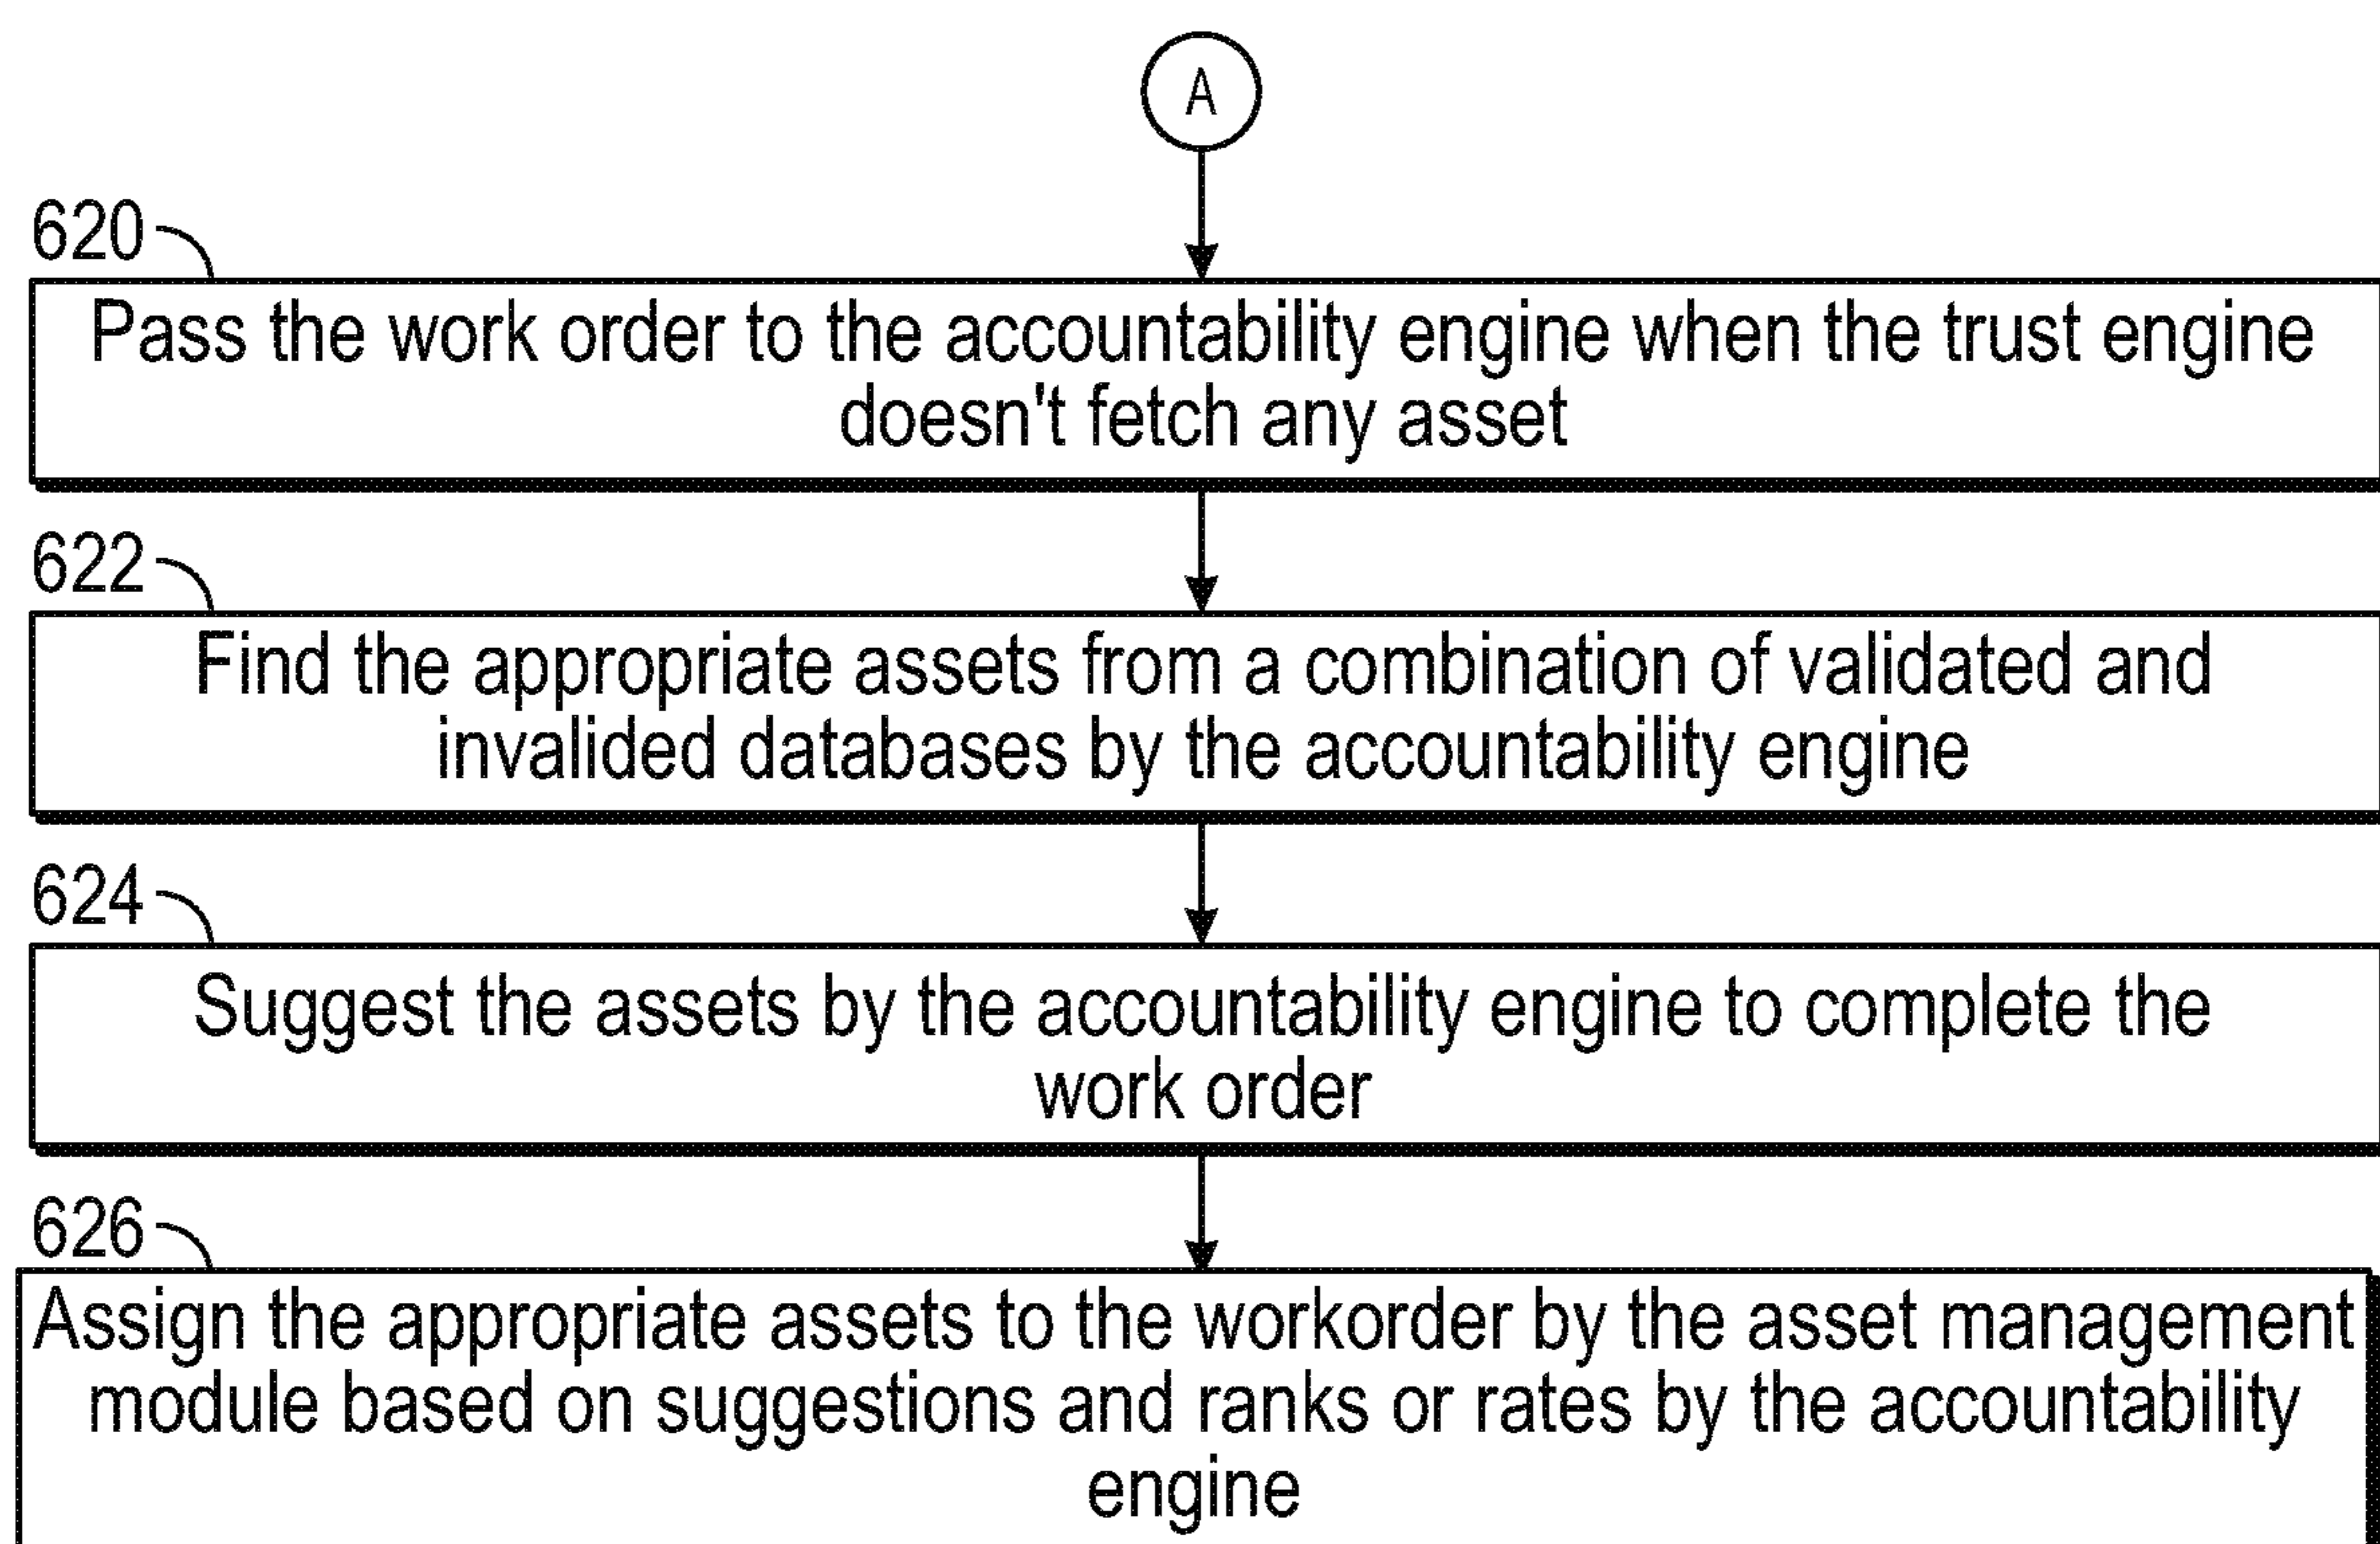 A
620
Pass the work order to the accountability engine when the trust engine
doesn't fetch any asset
622
Find the appropriate assets from a combination of validated and
invalided databases by the accountability engine
624
Suggest the assets by the accountability engine to complete the
work order
626
Assign the appropriate assets to the workorder by the asset management
module based on suggestions and ranks or rates by the accountability
engine